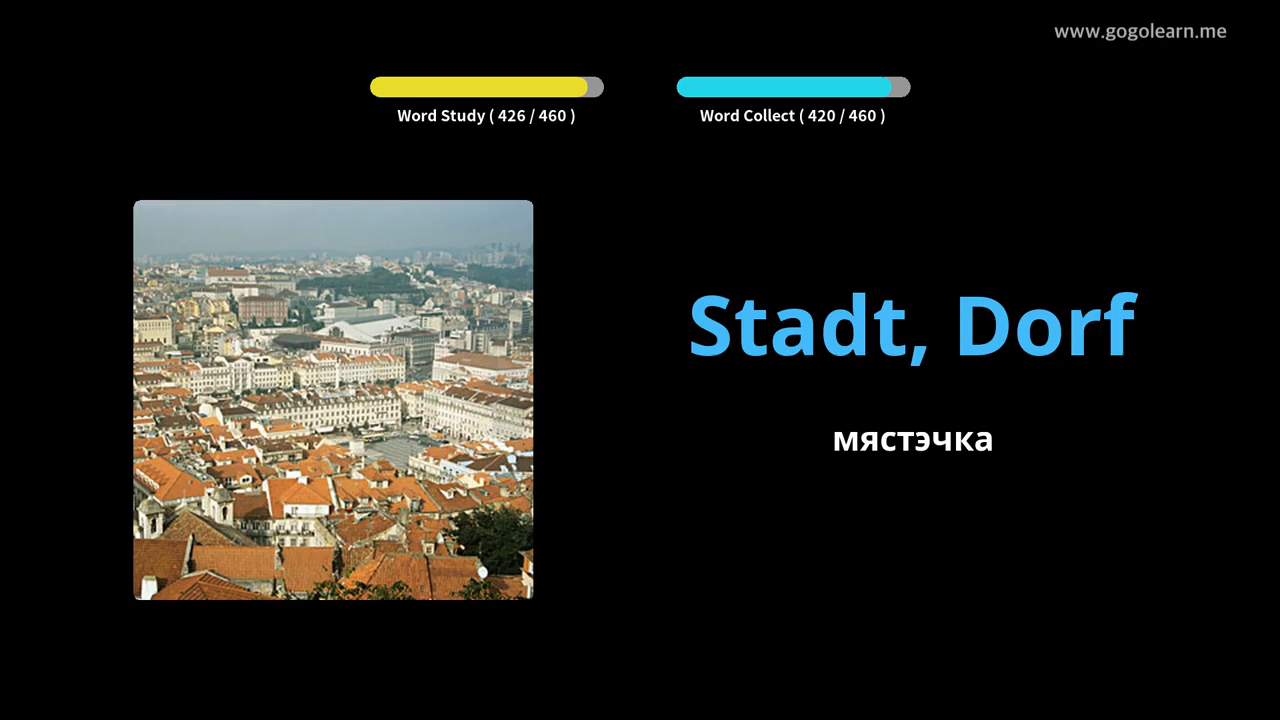 www.gogolearn.me
Word Study ( 426 / 460 )
Word Collect ( 420 / 460 )
Stadt, Dorf
мястэчка